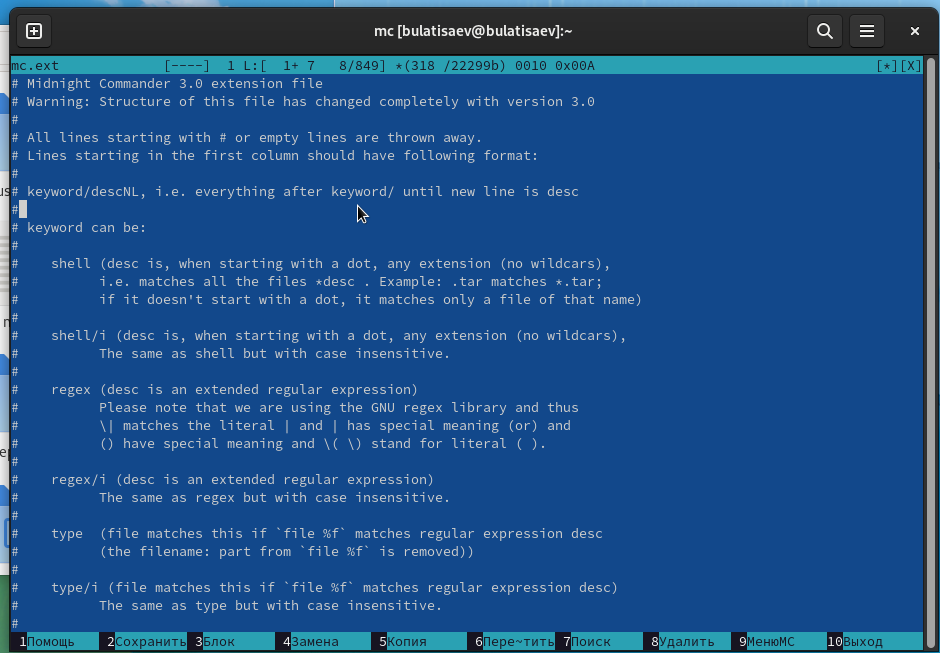 mc [bulatisaev@bulatisaev]:~
mc.ext [----] 1 L:[ 1+ 7 8/849] *(318 /22299b) 0010 0x00A [*][X]
# Midnight Commander 3.0 extension file
# Warning: Structure of this file has changed completely with version 3.0
#
# All lines starting with # or empty lines are thrown away.
# Lines starting in the first column should have following format:
#
# keyword/descNL, i.e. everything after keyword/ until new line is desc
#
# keyword can be:
#
# shell (desc is, when starting with a dot, any extension (no wildcars),
# i.e. matches all the files *desc . Example: .tar matches *.tar;
# if it doesn't start with a dot, it matches only a file of that name)
#
# shell/i (desc is, when starting with a dot, any extension (no wildcars),
# The same as shell but with case insensitive.
#
# regex (desc is an extended regular expression)
# Please note that we are using the GNU regex library and thus
# \| matches the literal | and | has special meaning (or) and
# () have special meaning and \( \) stand for literal ( ).
#
# regex/i (desc is an extended regular expression)
# The same as regex but with case insensitive.
#
# type (file matches this if `file %f` matches regular expression desc
# (the filename: part from `file %f` is removed))
#
# type/i (file matches this if `file %f` matches regular expression desc)
# The same as type but with case insensitive.
#
1Помощь 2Сохранить 3Блок 4Замена 5Копия 6Пере~тить 7Поиск 8Удалить 9МенюMC 10Выход